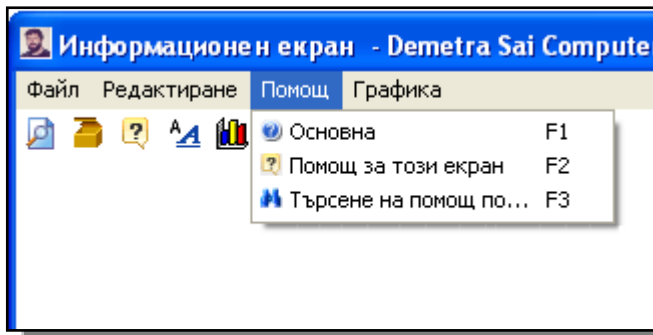 Информационен екран - Demetra Sai Compute
Файл Редактиране Помощ Графика
Основна F1
Помощ за този екран F2
Търсене на помощ по... F3